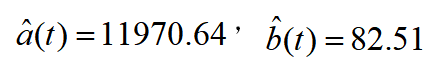 â(t) = 11970.64 ， b̂(t) = 82.51